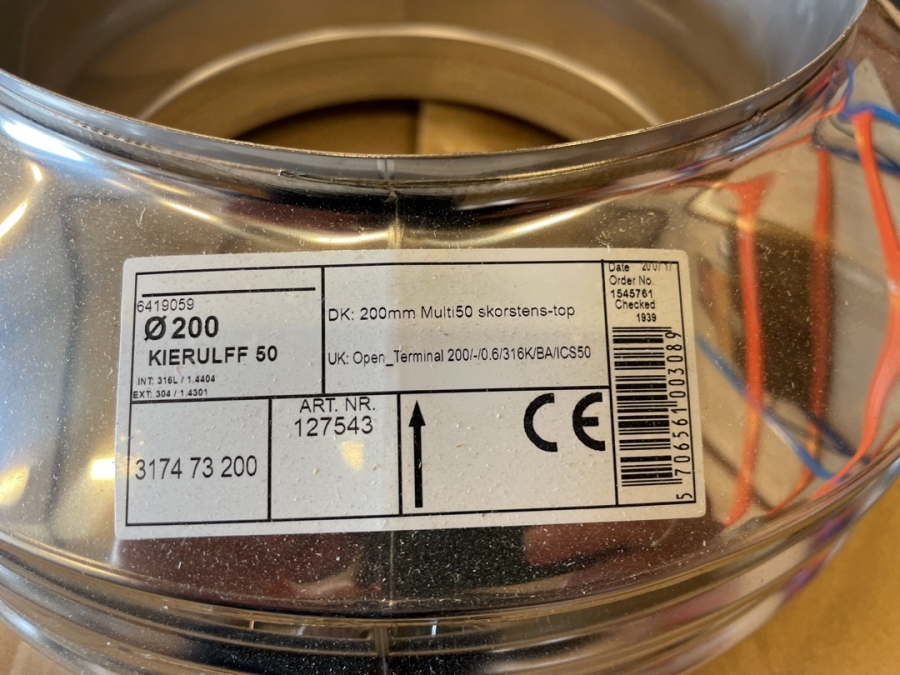 6419059
Ø200
KIERULFF 50
INT: 316L / 1.4404
EXT: 304 / 1.4301
DK: 200mm Multi50 skorstens-top
UK: Open_Terminal 200/-/0.6/316K/BA/ICS50
Date
Order No.
1545761
Checked
1939
3174 73 200
ART. NR.
127543
CE
5 706561 003089